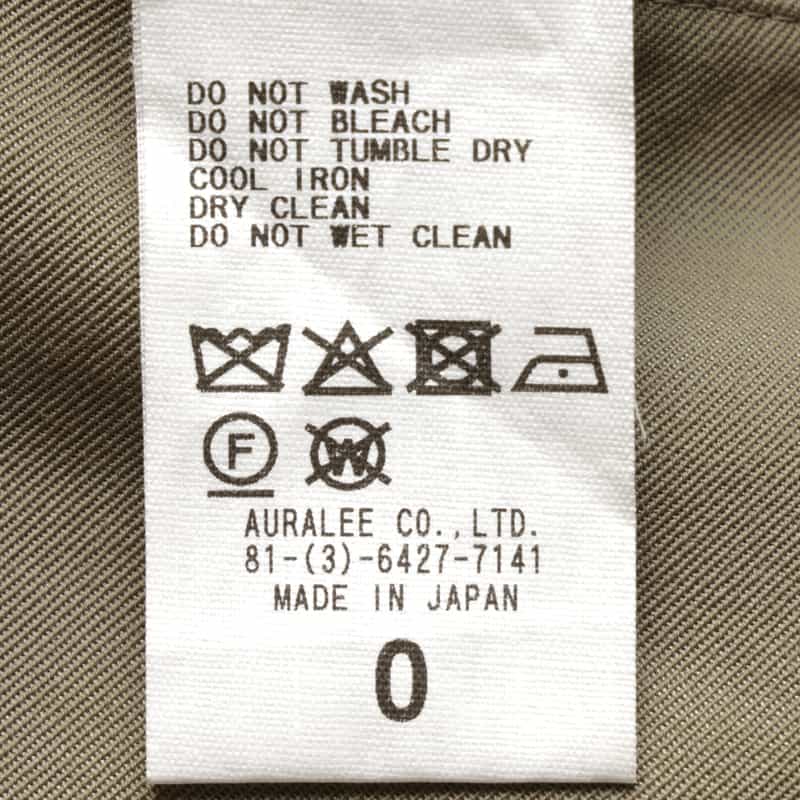 DO NOT WASH
DO NOT BLEACH
DO NOT TUMBLE DRY
COOL IRON
DRY CLEAN
DO NOT WET CLEAN
F W
AURALEE CO.,LTD.
81-(3)-6427-7141
MADE IN JAPAN
0